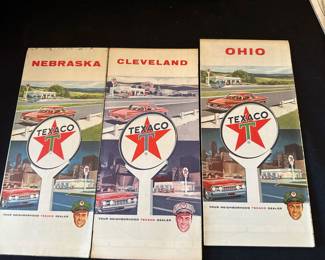 NEBRASKA
TEXACO
T
YOUR NEIGHBORHOOD TEXACO DEALER
CLEVELAND
TEXACO
T
YOUR NEIGHBORHOOD TEXACO DEALER
OHIO
TEXACO
T
YOUR NEIGHBORHOOD TEXACO DEALER